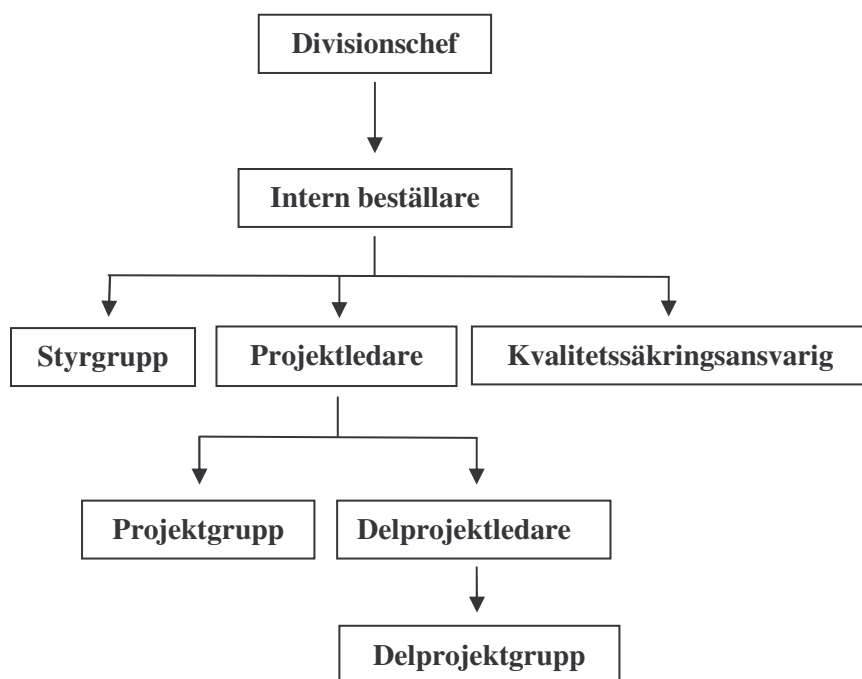 Divisionschef
Intern beställare
Styrgrupp
Projektledare
Kvalitetssäkringsansvarig
Projektgrupp
Delprojektledare
Delprojektgrupp